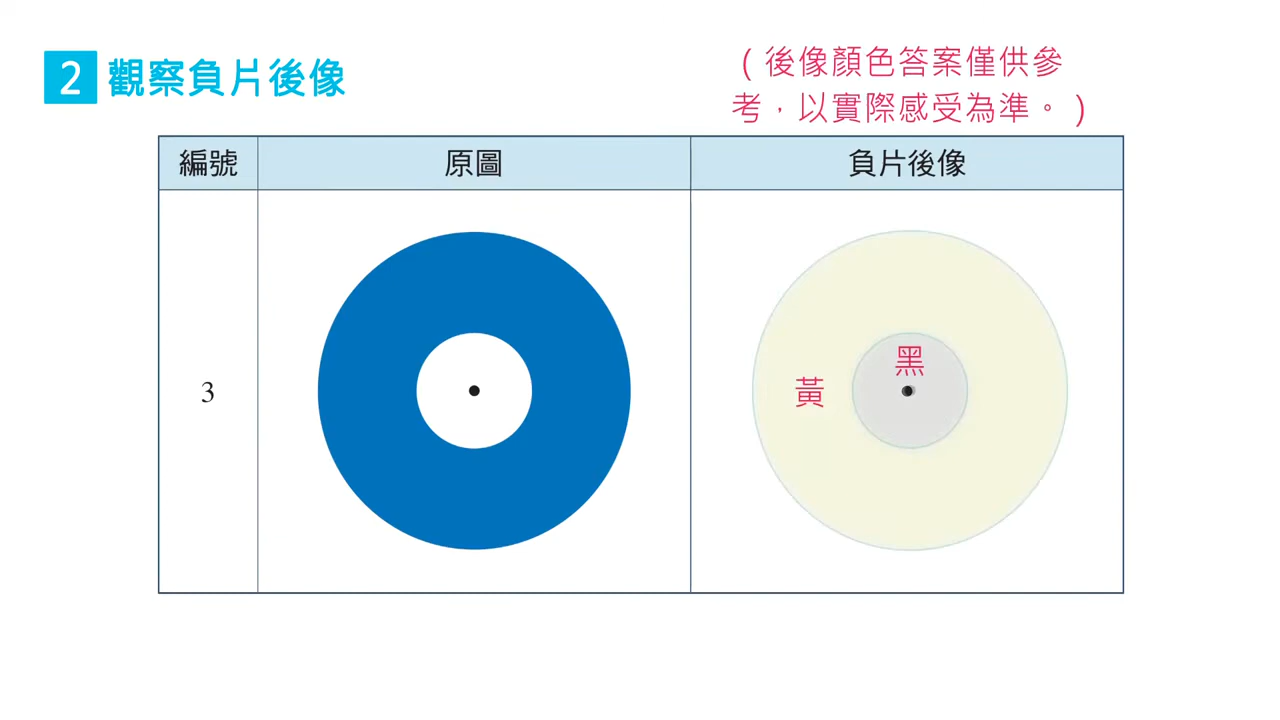 2 觀察負片後像
（後像顏色答案僅供參
考，以實際感受為準。）
編號 原圖 負片後像
3
黑
黃